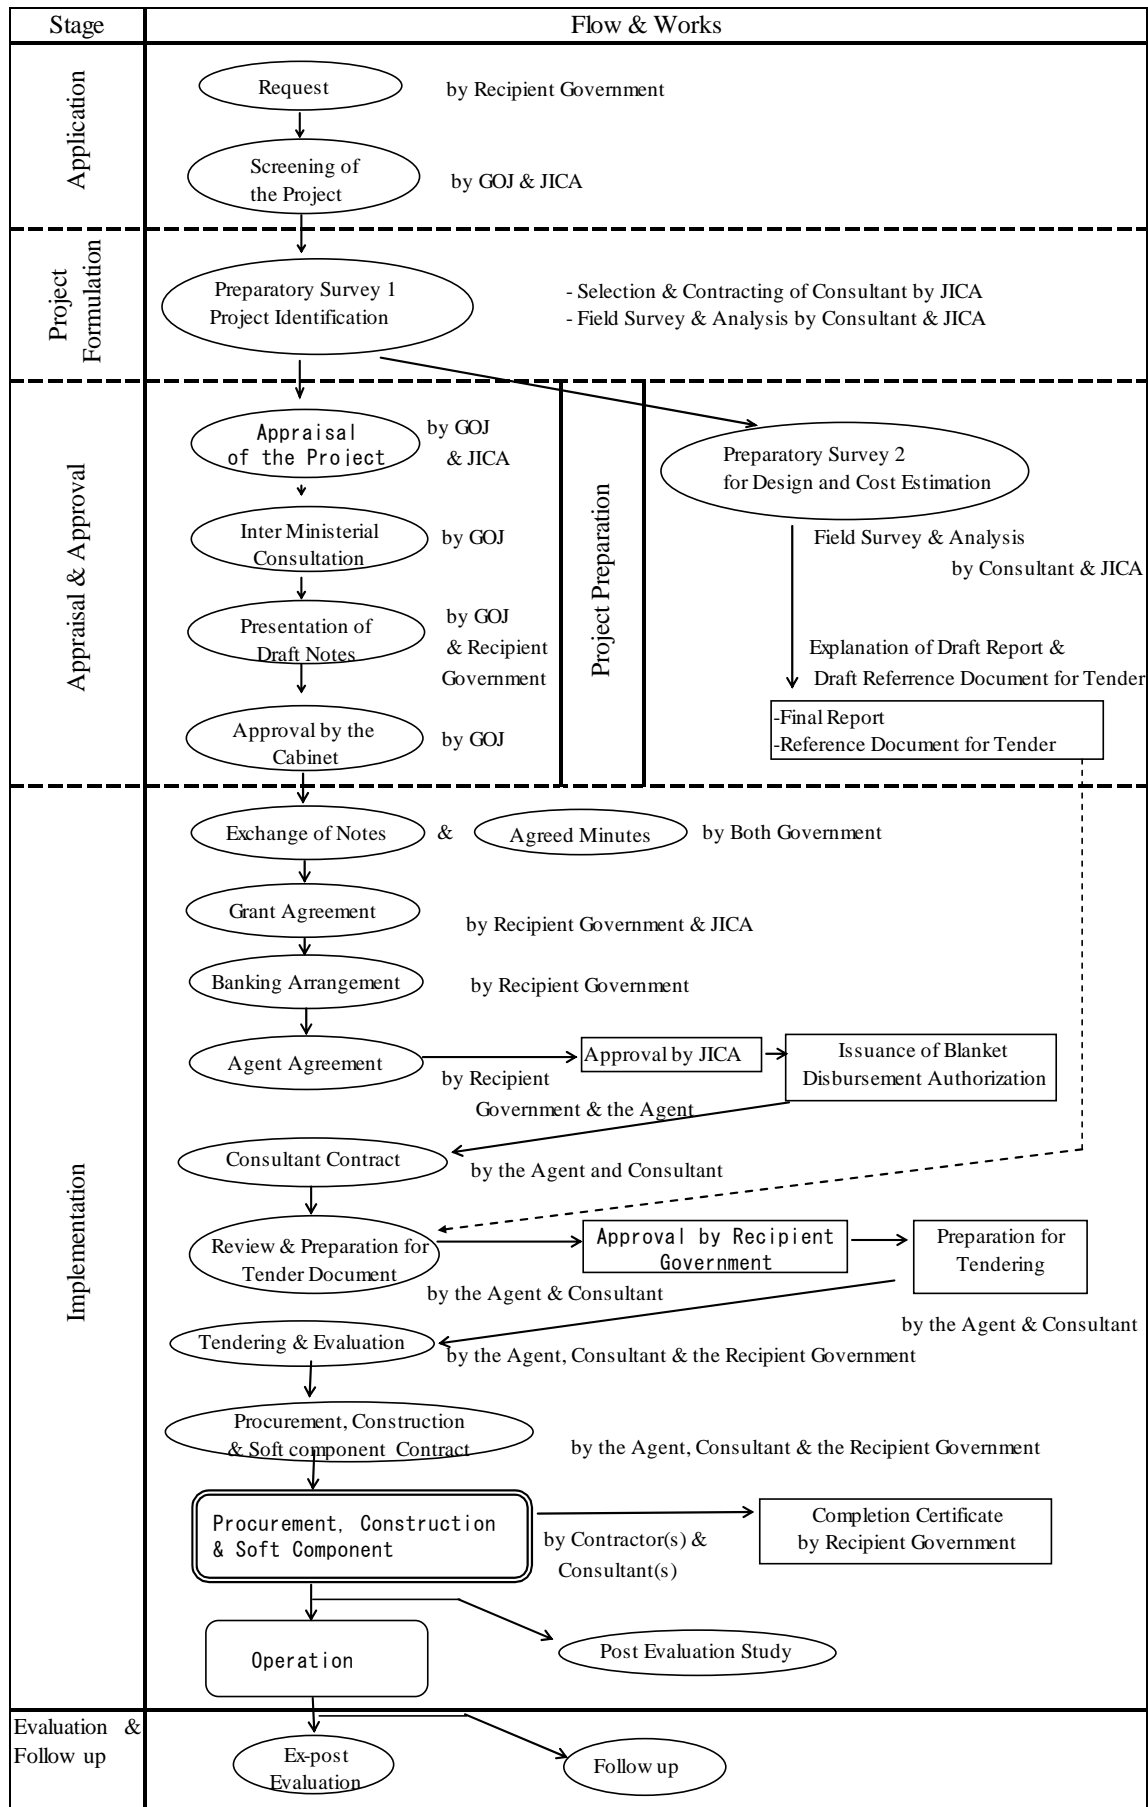 Stage
Flow & Works
Application
Request
by Recipient Government
Screening of
the Project
by GOJ & JICA
Project
Formulation
Preparatory Survey 1
Project Identification
- Selection & Contracting of Consultant by JICA
- Field Survey & Analysis by Consultant & JICA
Appraisal & Approval
Appraisal
of the Project
by GOJ
& JICA
Inter Ministerial
Consultation
by GOJ
Presentation of
Draft Notes
by GOJ
& Recipient
Government
Approval by the
Cabinet
by GOJ
Project Preparation
Preparatory Survey 2
for Design and Cost Estimation
Field Survey & Analysis
by Consultant & JICA
Explanation of Draft Report &
Draft Referrence Document for Tender
-Final Report
-Reference Document for Tender
Implementation
Exchange of Notes
&
Agreed Minutes
by Both Government
Grant Agreement
by Recipient Government & JICA
Banking Arrangement
by Recipient Government
Agent Agreement
by Recipient
Government & the Agent
Approval by JICA
Issuance of Blanket
Disbursement Authorization
Consultant Contract
by the Agent and Consultant
Review & Preparation for
Tender Document
by the Agent & Consultant
Approval by Recipient
Government
Preparation for
Tendering
by the Agent & Consultant
Tendering & Evaluation
by the Agent, Consultant & the Recipient Government
Procurement, Construction
& Soft component Contract
by the Agent, Consultant & the Recipient Government
Procurement, Construction
& Soft Component
by Contractor(s) &
Consultant(s)
Completion Certificate
by Recipient Government
Operation
Post Evaluation Study
Evaluation &
Follow up
Ex-post
Evaluation
Follow up